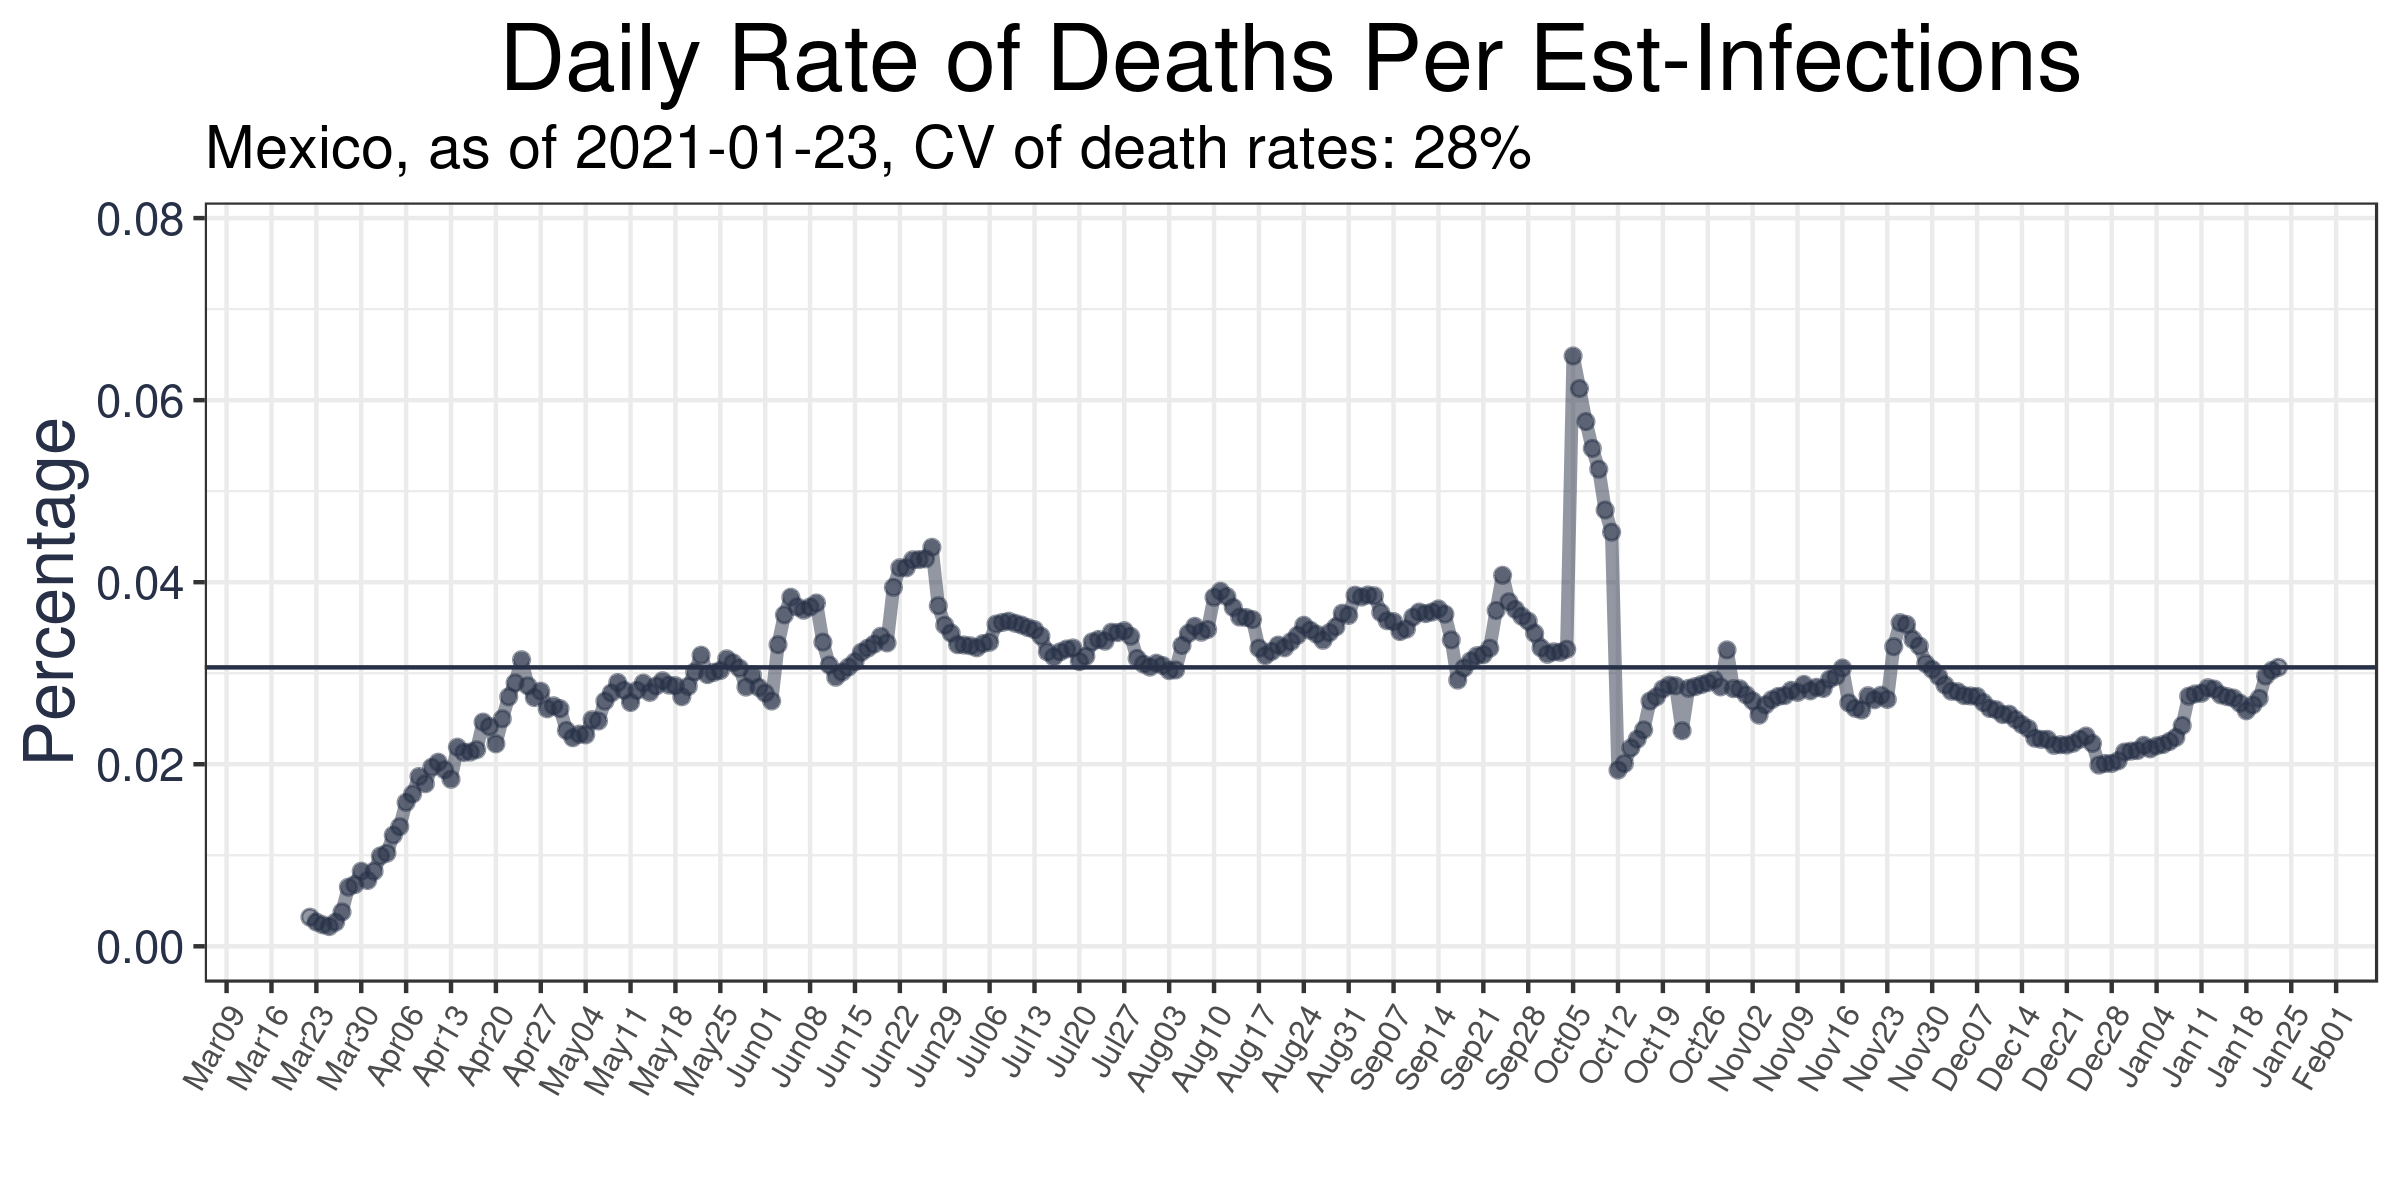 Daily Rate of Deaths Per Est-Infections
Mexico, as of 2021-01-23, CV of death rates: 28%
Percentage
0.08
0.06
0.04
0.02
0.00
Mar09 Mar16 Mar23 Mar30 Apr06 Apr13 Apr20 Apr27 May04 May11 May18 May25 Jun01 Jun08 Jun15 Jun22 Jun29 Jul06 Jul13 Jul20 Jul27 Aug03 Aug10 Aug17 Aug24 Aug31 Sep07 Sep14 Sep21 Sep28 Oct05 Oct12 Oct19 Oct26 Nov02 Nov09 Nov16 Nov23 Nov30 Dec07 Dec14 Dec21 Dec28 Jan04 Jan11 Jan18 Jan25 Feb01